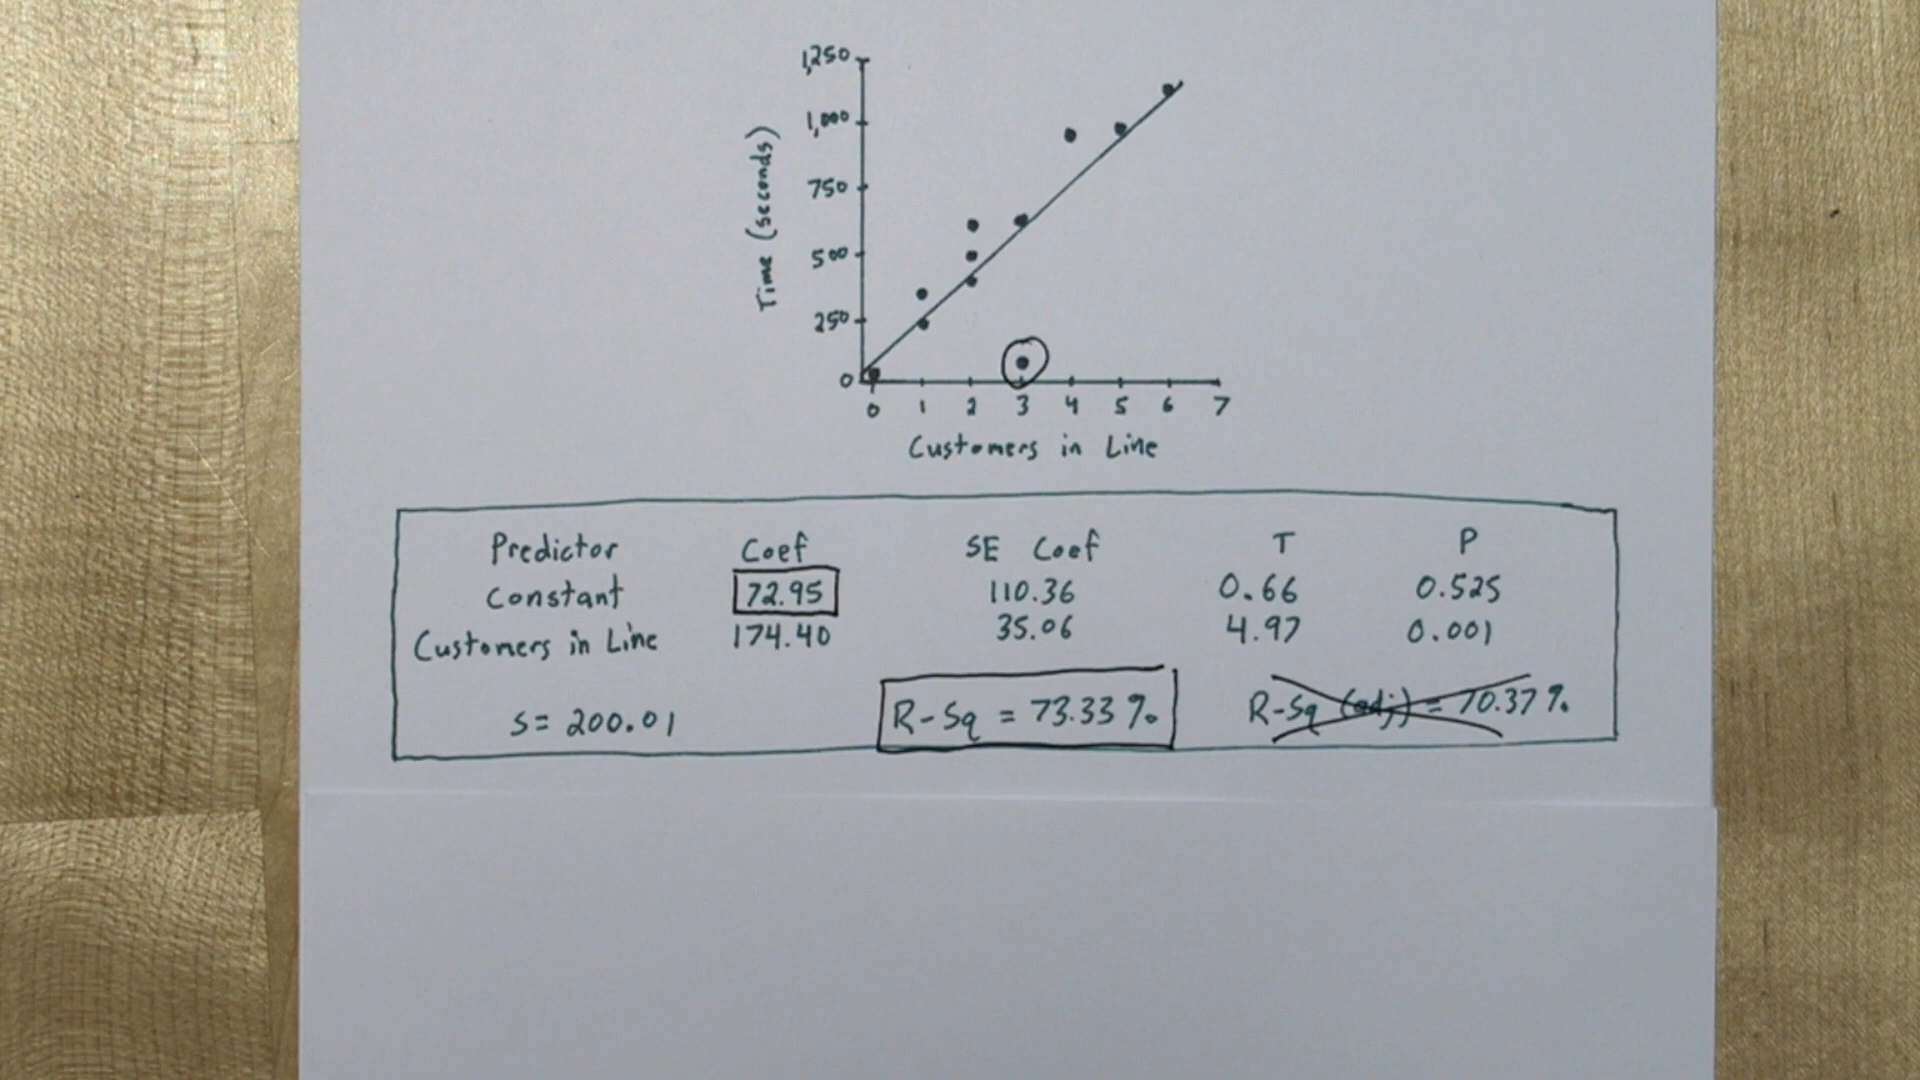 1,250
1,000
750
500
250
0
Time (seconds)
0 1 2 3 4 5 6 7
Customers in Line
Predictor Coef SE Coef T P
Constant 72.95 110.36 0.66 0.525
Customers in Line 174.40 35.06 4.97 0.001
S= 200.01 R-Sq = 73.33% R-Sq (adj) = 70.37%